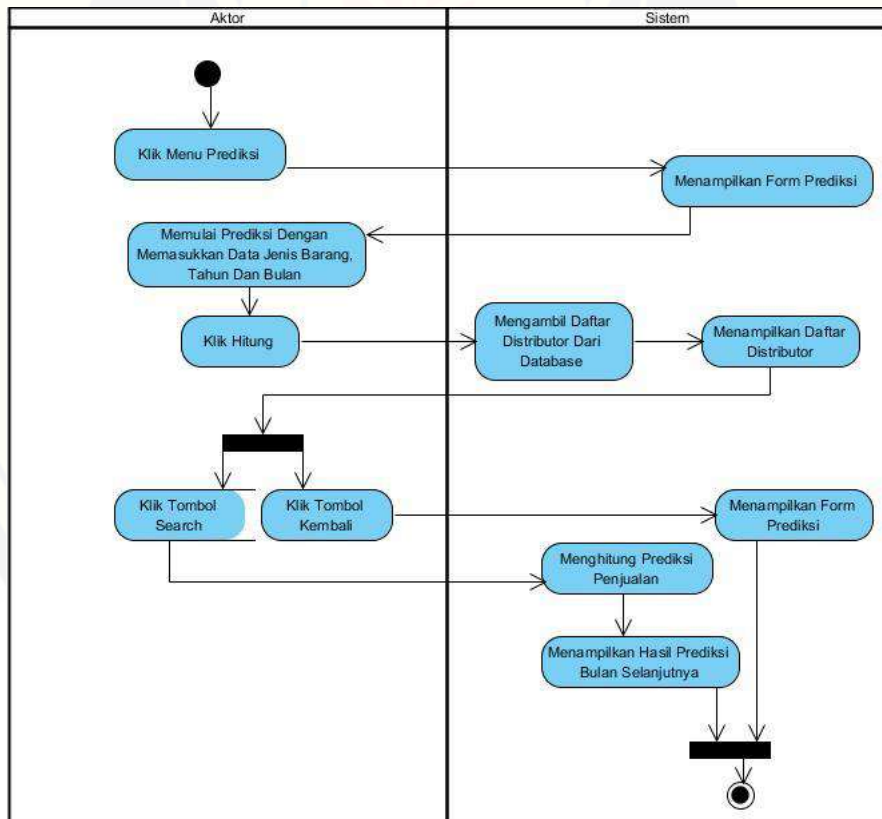 Aktor
Sistem
Klik Menu Prediksi
Menampilkan Form Prediksi
Memulai Prediksi Dengan
Memasukkan Data Jenis Barang,
Tahun Dan Bulan
Klik Hitung
Mengambil Daftar
Distributor Dari
Database
Menampilkan Daftar
Distributor
Klik Tombol
Search
Klik Tombol
Kembali
Menampilkan Form
Prediksi
Menghitung Prediksi
Penjualan
Menampilkan Hasil Prediksi
Bulan Selanjutnya